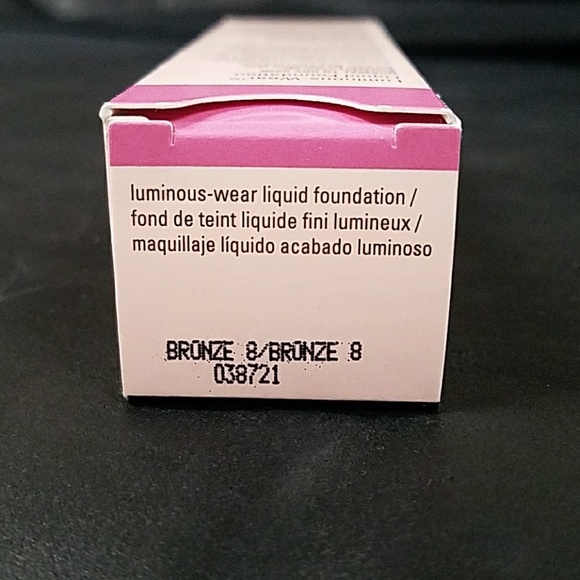 luminous-wear liquid foundation /
fond de teint liquide fini lumineux /
maquillaje líquido acabado luminoso
BRONZE 8/BRONZE 8
038721